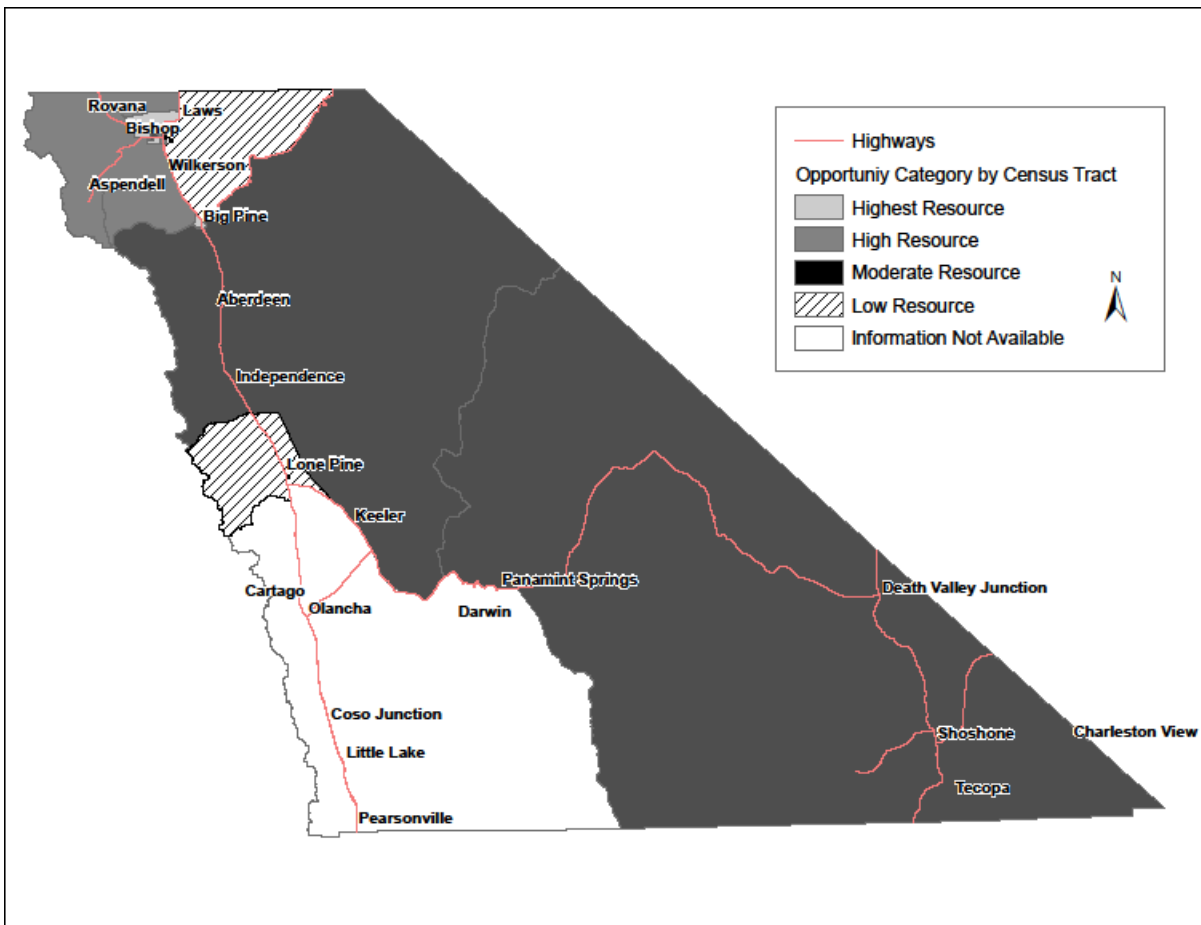 Rovana
Laws
Bishop
Wilkerson
Aspendell
Big Pine
Aberdeen
Independence
Lone Pine
Keeler
Cartago
Olancha
Darwin
Panamint Springs
Death Valley Junction
Coso Junction
Little Lake
Shoshone
Charleston View
Tecopa
Pearsonville
Highways
Opportuniy Category by Census Tract
Highest Resource
High Resource
Moderate Resource
Low Resource
Information Not Available
N